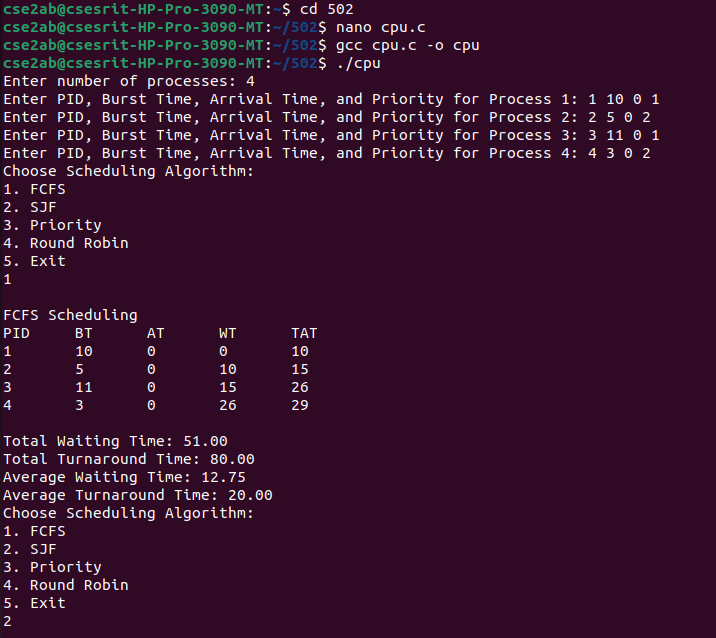 cse2ab@csesrit-HP-Pro-3090-MT:~$ cd 502
cse2ab@csesrit-HP-Pro-3090-MT:~/502$ nano cpu.c
cse2ab@csesrit-HP-Pro-3090-MT:~/502$ gcc cpu.c -o cpu
cse2ab@csesrit-HP-Pro-3090-MT:~/502$ ./cpu
Enter number of processes: 4
Enter PID, Burst Time, Arrival Time, and Priority for Process 1: 1 10 0 1
Enter PID, Burst Time, Arrival Time, and Priority for Process 2: 2 5 0 2
Enter PID, Burst Time, Arrival Time, and Priority for Process 3: 3 11 0 1
Enter PID, Burst Time, Arrival Time, and Priority for Process 4: 4 3 0 2
Choose Scheduling Algorithm:
1. FCFS
2. SJF
3. Priority
4. Round Robin
5. Exit
1

FCFS Scheduling
PID     BT      AT      WT      TAT
1       10      0       0       10
2       5       0       10      15
3       11      0       15      26
4       3       0       26      29

Total Waiting Time: 51.00
Total Turnaround Time: 80.00
Average Waiting Time: 12.75
Average Turnaround Time: 20.00
Choose Scheduling Algorithm:
1. FCFS
2. SJF
3. Priority
4. Round Robin
5. Exit
2